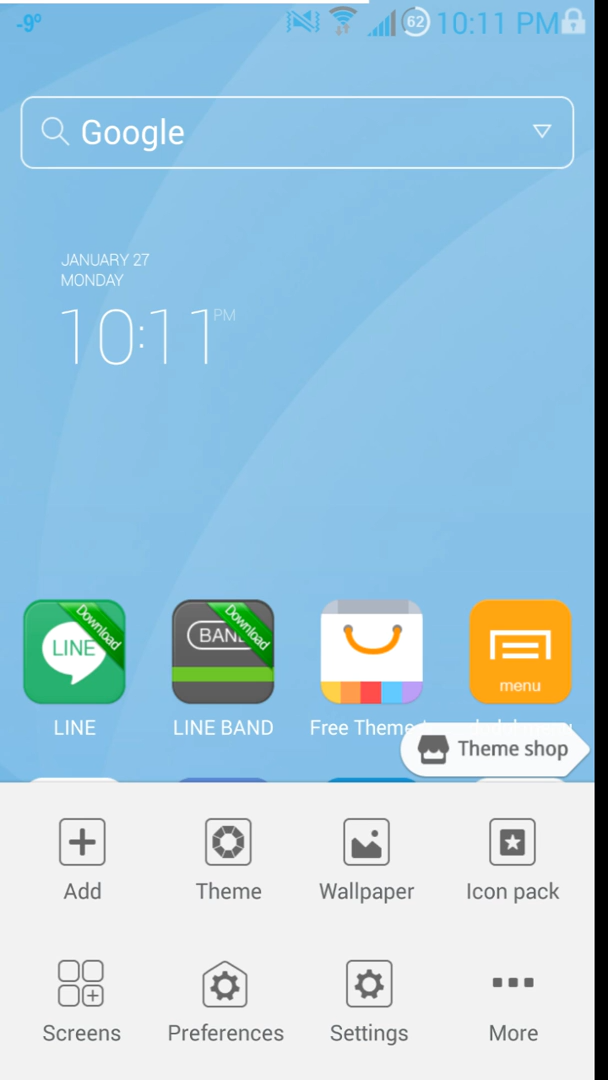 -9°
62
10:11 PM
Google
JANUARY 27
MONDAY
10:11 PM
Download
Download
LINE
BAND
menu
LINE
LINE BAND
Free Theme
Theme shop
Add
Theme
Wallpaper
Icon pack
Screens
Preferences
Settings
More